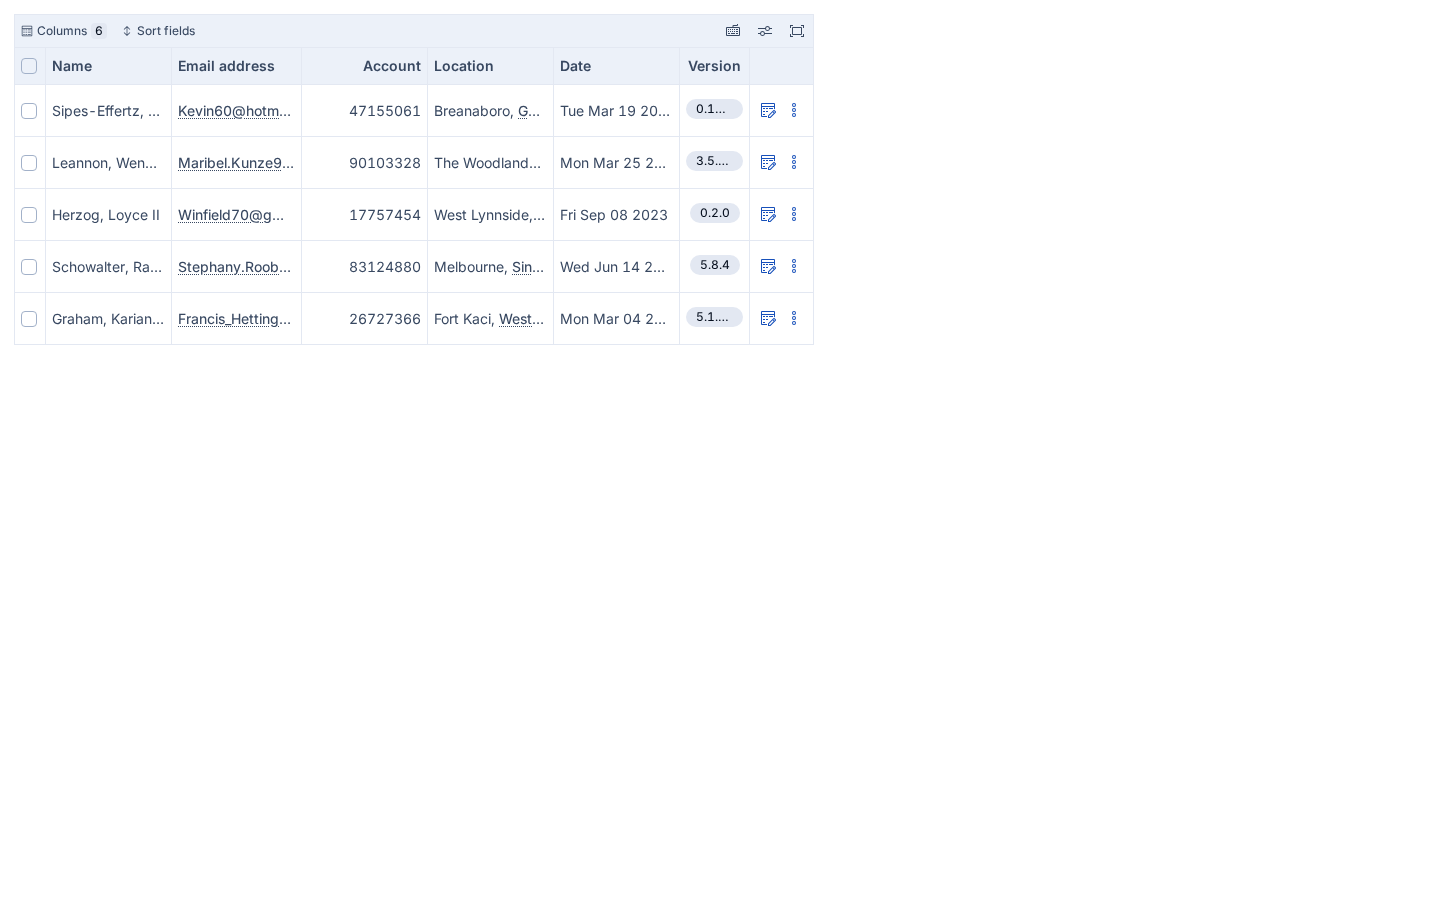 Columns 6 Sort fields
Name Email address Account Location Date Version
Sipes-Effertz, ... Kevin60@hotm... 47155061 Breanaboro, G... Tue Mar 19 20... 0.1...
Leannon, Wen... Maribel.Kunze9... 90103328 The Woodland... Mon Mar 25 2... 3.5....
Herzog, Loyce II Winfield70@g... 17757454 West Lynnside,... Fri Sep 08 2023 0.2.0
Schowalter, Ra... Stephany.Roob... 83124880 Melbourne, Sin... Wed Jun 14 2... 5.8.4
Graham, Karian... Francis_Hetting... 26727366 Fort Kaci, West... Mon Mar 04 2... 5.1....